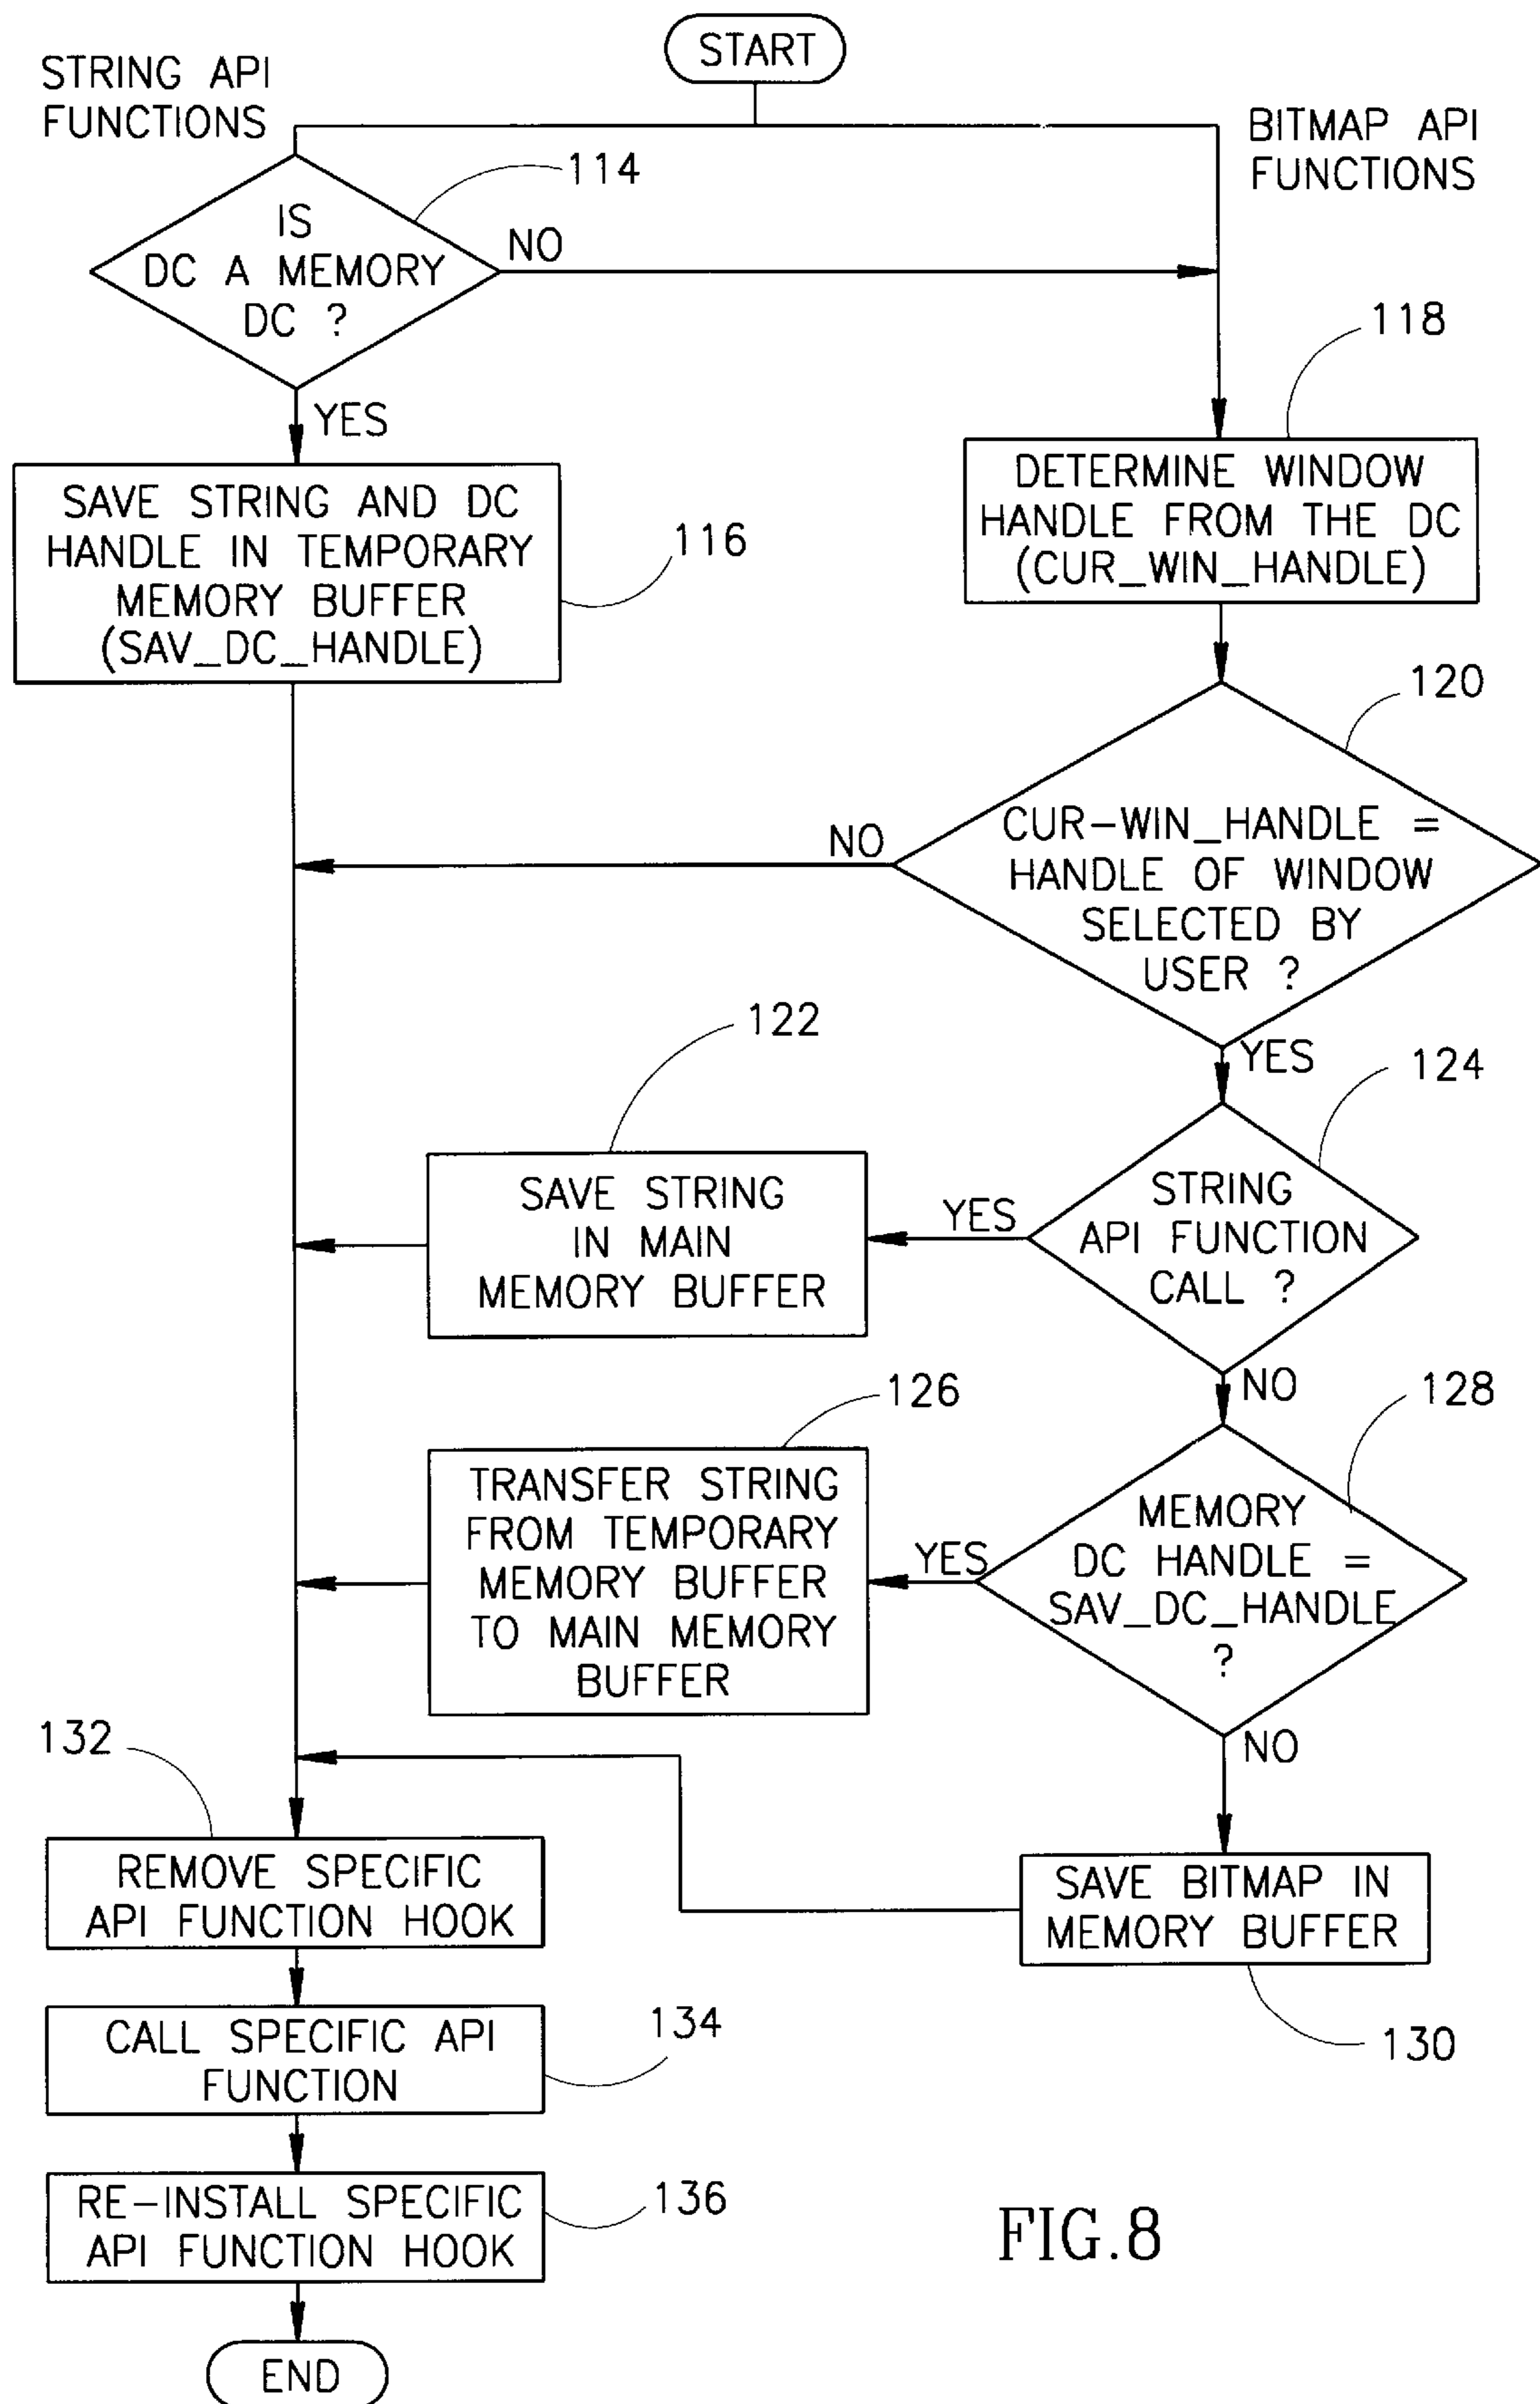 START
STRING API
FUNCTIONS
BITMAP API
FUNCTIONS
114
IS
DC A MEMORY
DC ?
NO
YES
118
DETERMINE WINDOW
HANDLE FROM THE DC
(CUR_WIN_HANDLE)
SAVE STRING AND DC
HANDLE IN TEMPORARY
MEMORY BUFFER
(SAV_DC_HANDLE)
116
120
CUR-WIN_HANDLE =
HANDLE OF WINDOW
SELECTED BY
USER ?
NO
YES
122
SAVE STRING
IN MAIN
MEMORY BUFFER
124
STRING
API FUNCTION
CALL ?
YES
NO
126
TRANSFER STRING
FROM TEMPORARY
MEMORY BUFFER
TO MAIN MEMORY
BUFFER
128
MEMORY
DC HANDLE =
SAV_DC_HANDLE
?
YES
NO
132
REMOVE SPECIFIC
API FUNCTION HOOK
SAVE BITMAP IN
MEMORY BUFFER
130
CALL SPECIFIC API
FUNCTION
134
RE-INSTALL SPECIFIC
API FUNCTION HOOK
136
END
FIG.8